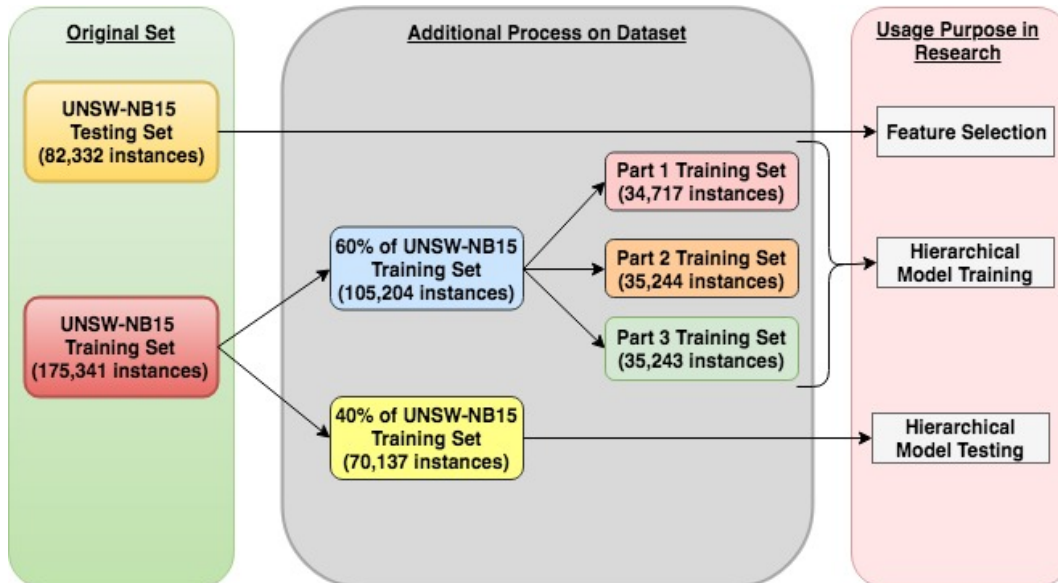 Original Set
Additional Process on Dataset
Usage Purpose in
Research
UNSW-NB15
Testing Set
(82,332 instances)
Feature Selection
Part 1 Training Set
(34,717 instances)
60% of UNSW-NB15
Training Set
(105,204 instances)
Part 2 Training Set
(35,244 instances)
Hierarchical
Model Training
UNSW-NB15
Training Set
(175,341 instances)
Part 3 Training Set
(35,243 instances)
40% of UNSW-NB15
Training Set
(70,137 instances)
Hierarchical
Model Testing